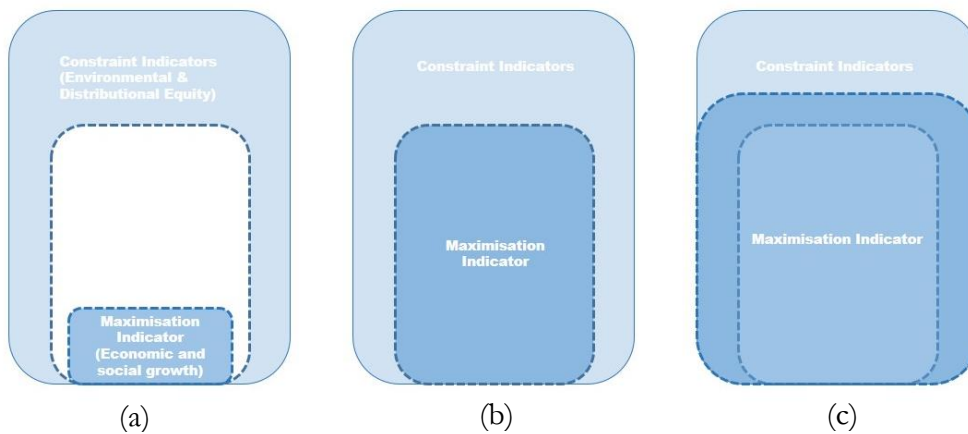 Constraint Indicators
(Environmental &
Distributional Equity)
Maximisation
Indicator
(Economic and
social growth)
(a)
Constraint Indicators
Maximisation
Indicator
(b)
Constraint Indicators
Maximisation Indicator
(c)